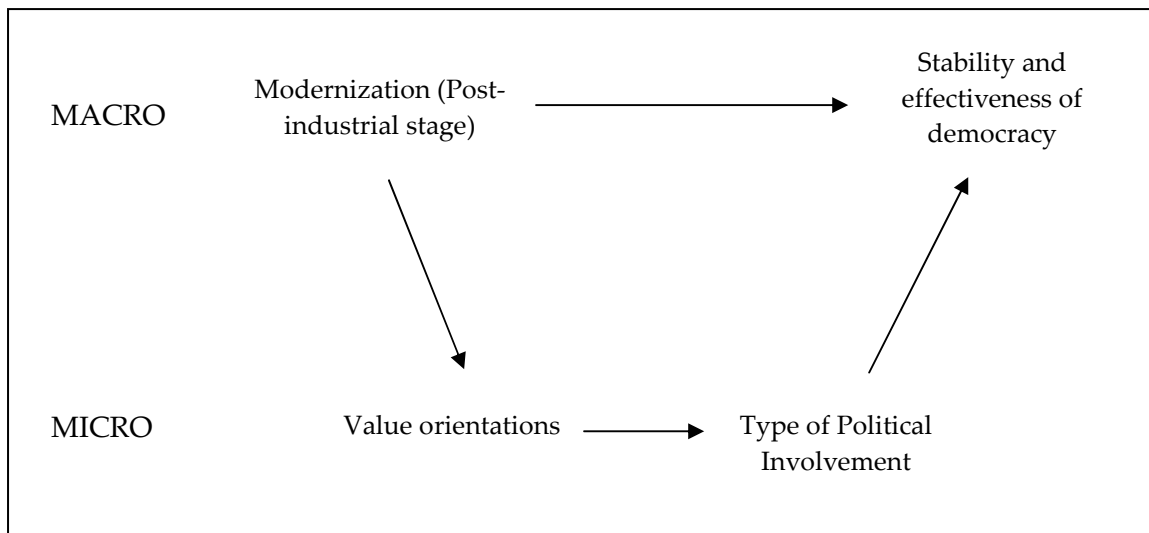 MACRO
Modernization (Post-
industrial stage)
Stability and
effectiveness of
democracy
MICRO
Value orientations
Type of Political
Involvement